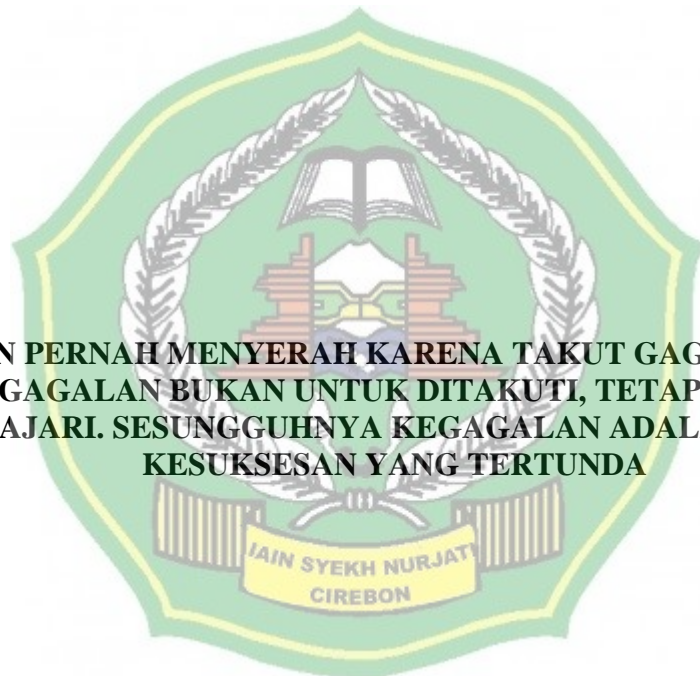 N PERNAH MENYERAH KARENA TAKUT GAG
GAGALAN BUKAN UNTUK DITAKUTI, TETAP
AJARI. SESUNGGUHNYA KEGAGALAN ADAL
KESUKSESAN YANG TERTUNDA
IAIN SYEKH NURJATI
CIREBON